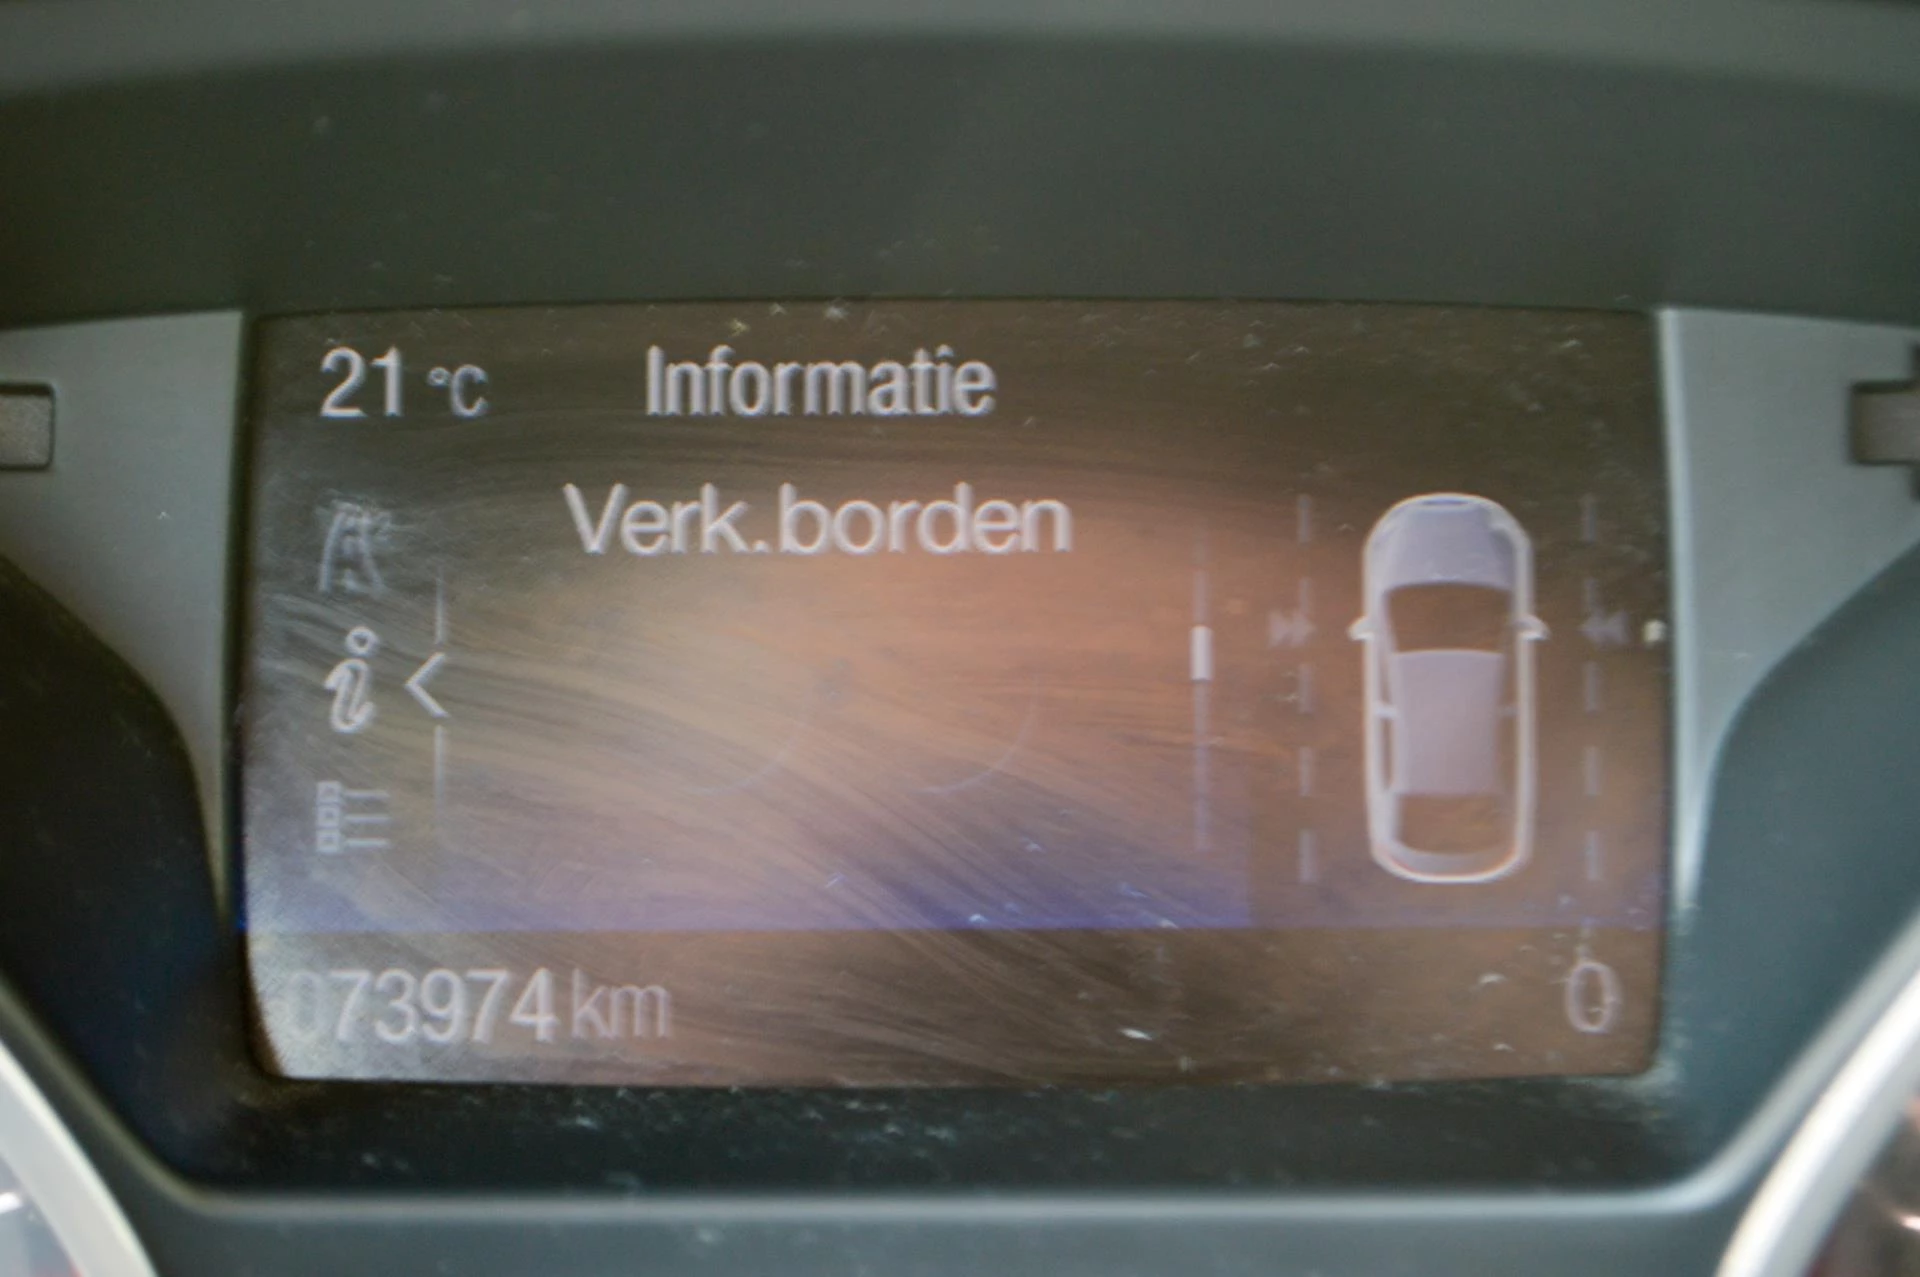 21 °C Informatie
Verk.borden
073974 km 0